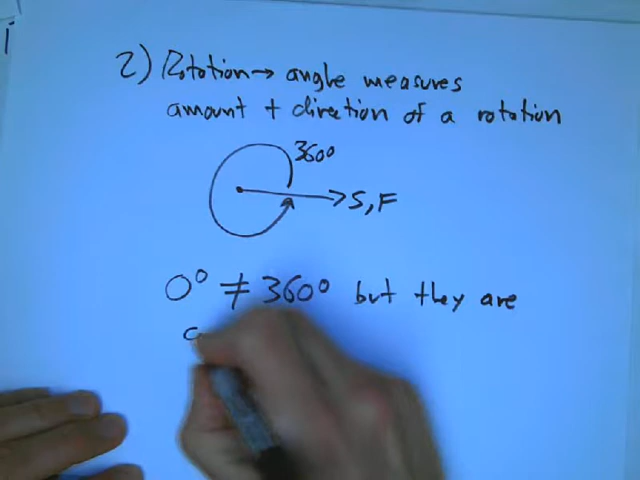 2) Rotation→ angle measures
amount + direction of a rotation
360°
S, F
0° ≠ 360° but they are